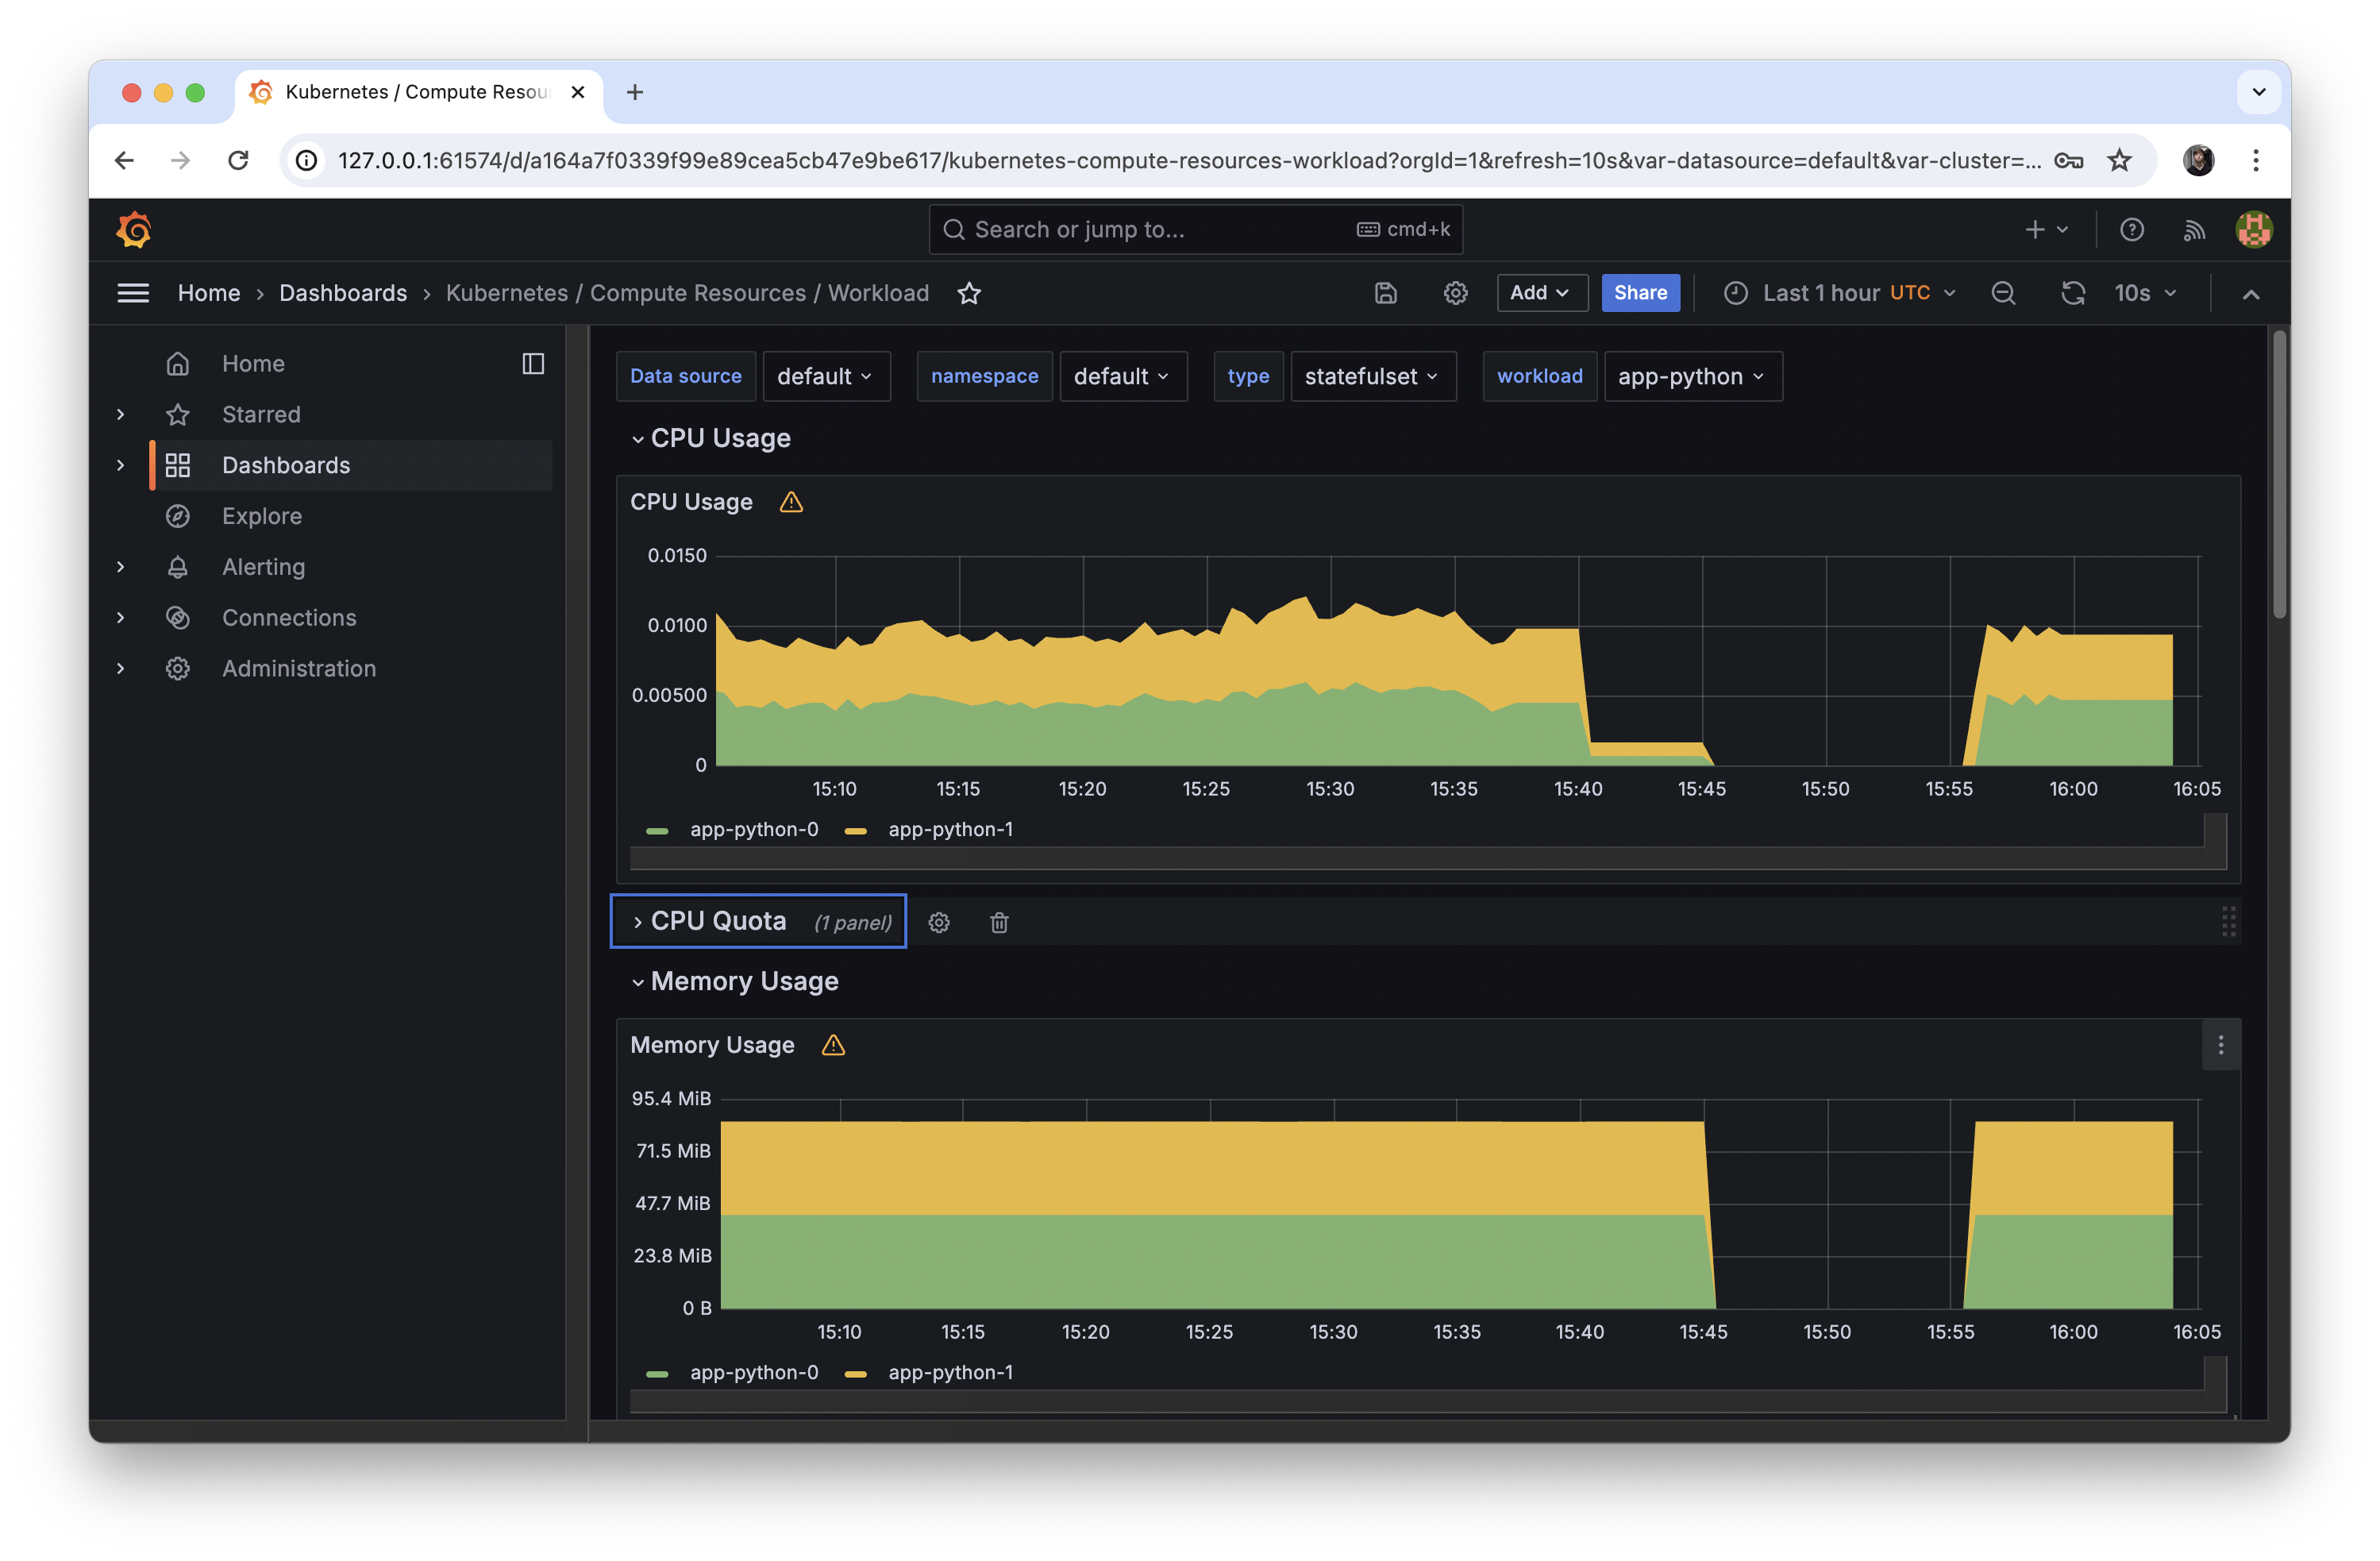 Kubernetes / Compute Resou
127.0.0.1:61574/d/a164a7f0339f99e89cea5cb47e9be617/kubernetes-compute-resources-workload?orgId=1&refresh=10s&var-datasource=default&var-cluster=...
Search or jump to... cmd+k
Home > Dashboards > Kubernetes / Compute Resources / Workload Add Share Last 1 hour UTC 10s
Home
Starred
Dashboards
Explore
Alerting
Connections
Administration
Data source default namespace default type statefulset workload app-python
CPU Usage
CPU Usage
0.0150
0.0100
0.00500
0
15:10 15:15 15:20 15:25 15:30 15:35 15:40 15:45 15:50 15:55 16:00 16:05
app-python-0 app-python-1
CPU Quota (1 panel)
Memory Usage
Memory Usage
95.4 MiB
71.5 MiB
47.7 MiB
23.8 MiB
0 B
15:10 15:15 15:20 15:25 15:30 15:35 15:40 15:45 15:50 15:55 16:00 16:05
app-python-0 app-python-1